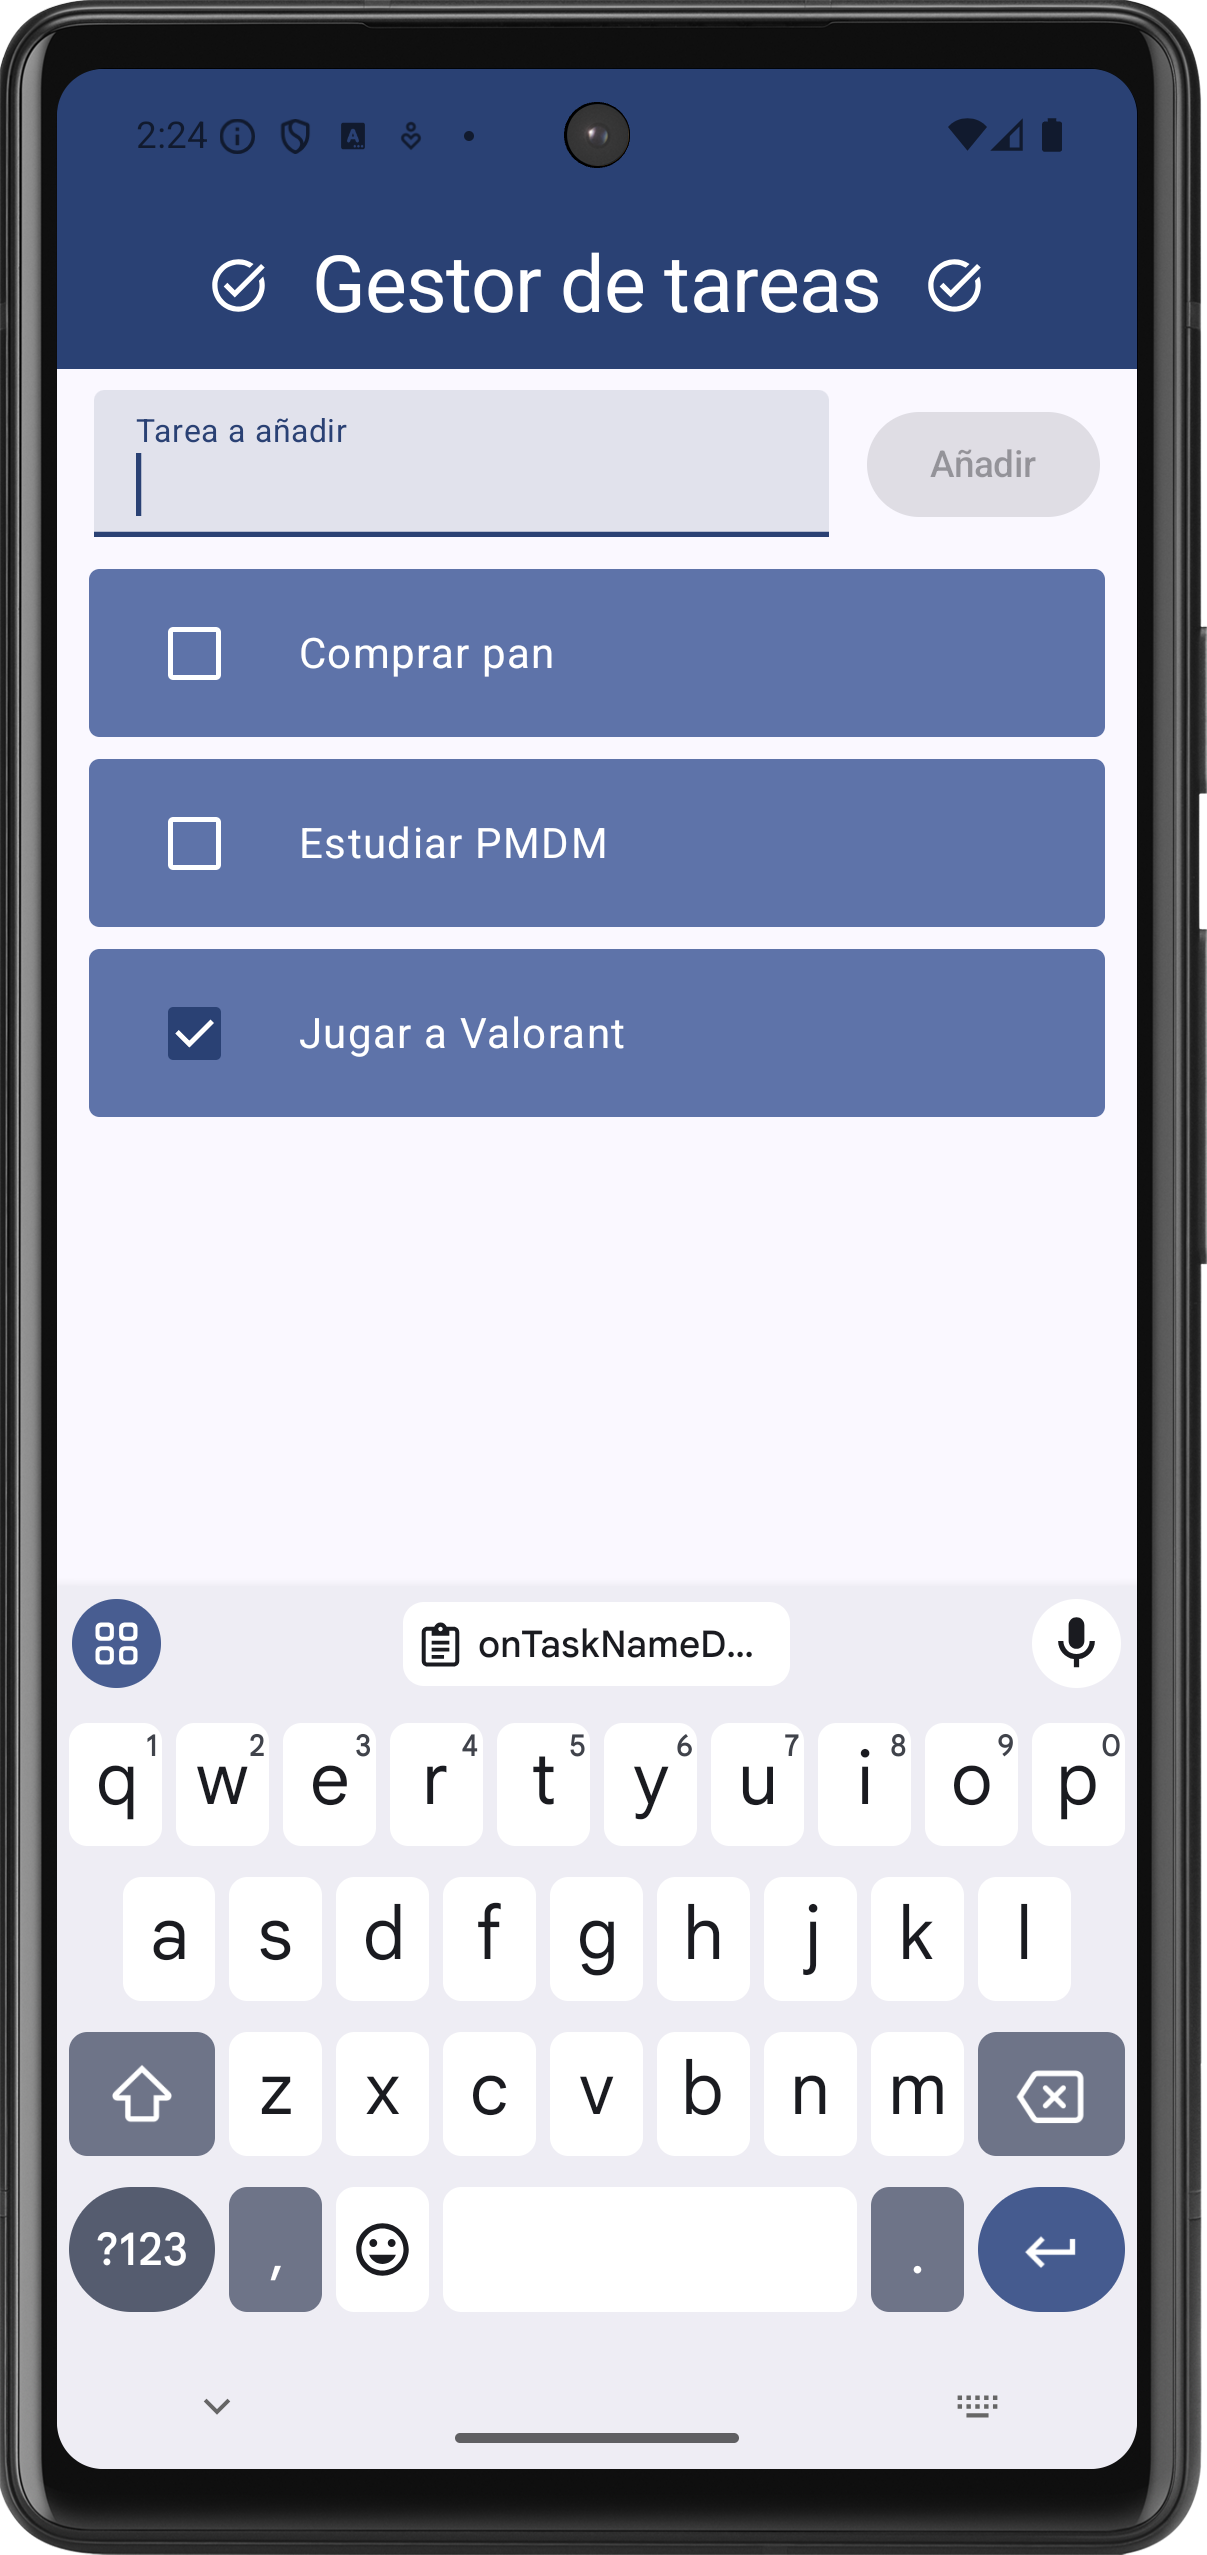 2:24
Gestor de tareas
Tarea a añadir
Añadir
Comprar pan
Estudiar PMDM
Jugar a Valorant
onTaskNameD...
q 1 w 2 e 3 r 4 t 5 y 6 u 7 i 8 o 9 p 0
a s d f g h j k l
z x c v b n m
?123 , .